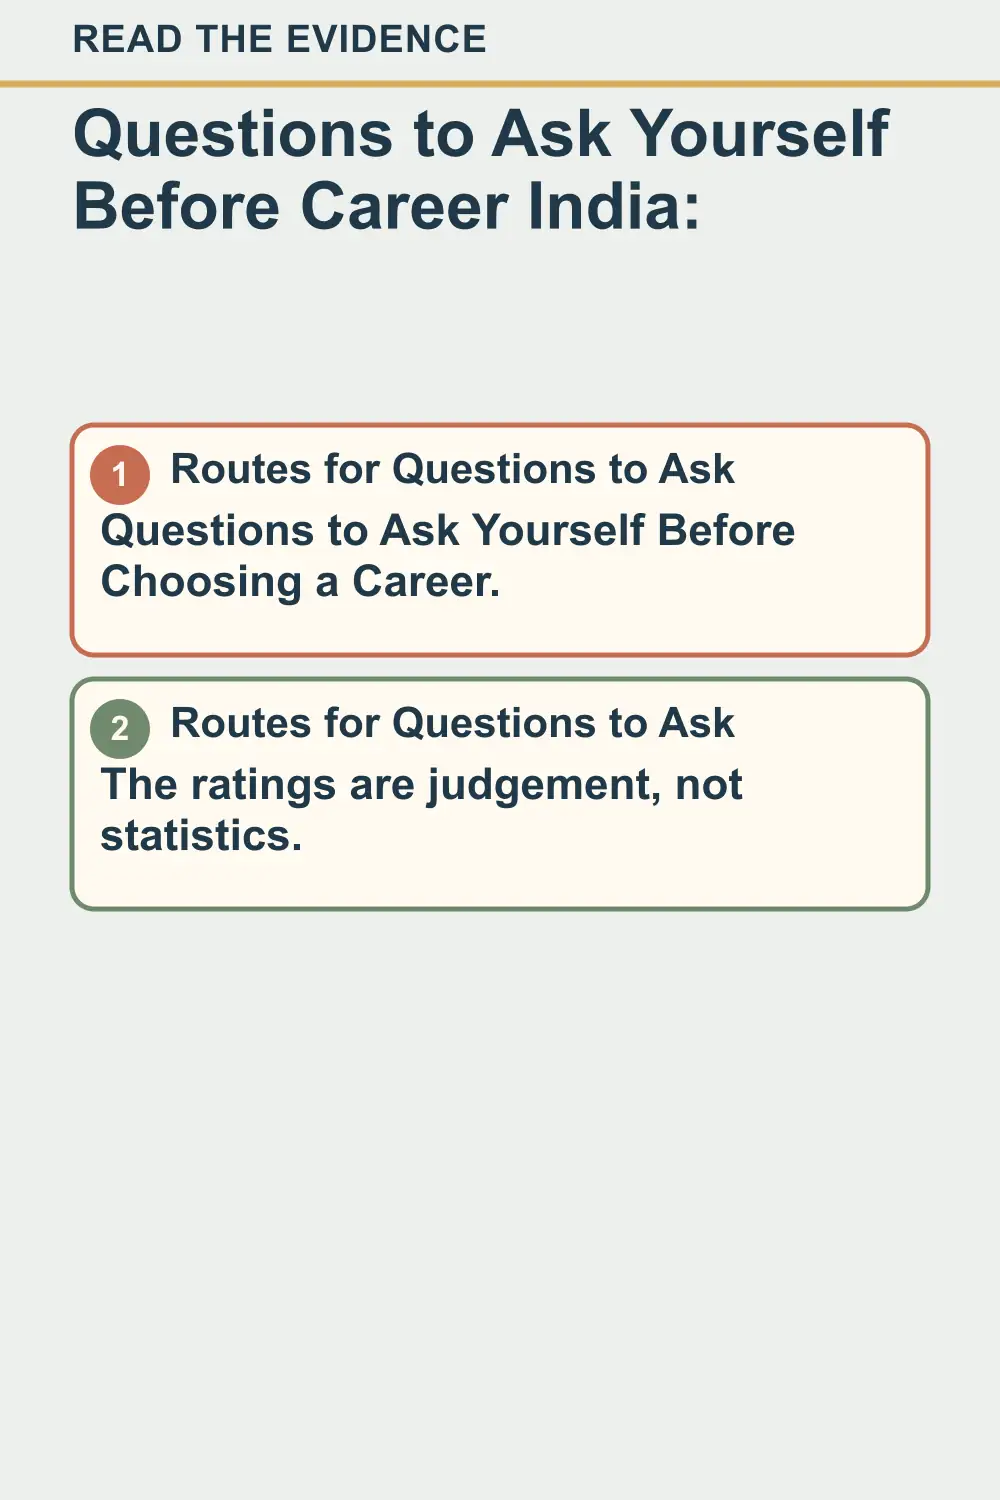 READ THE EVIDENCE
Questions to Ask Yourself
Before Career India:
1 Routes for Questions to Ask
Questions to Ask Yourself Before
Choosing a Career.
2 Routes for Questions to Ask
The ratings are judgement, not
statistics.